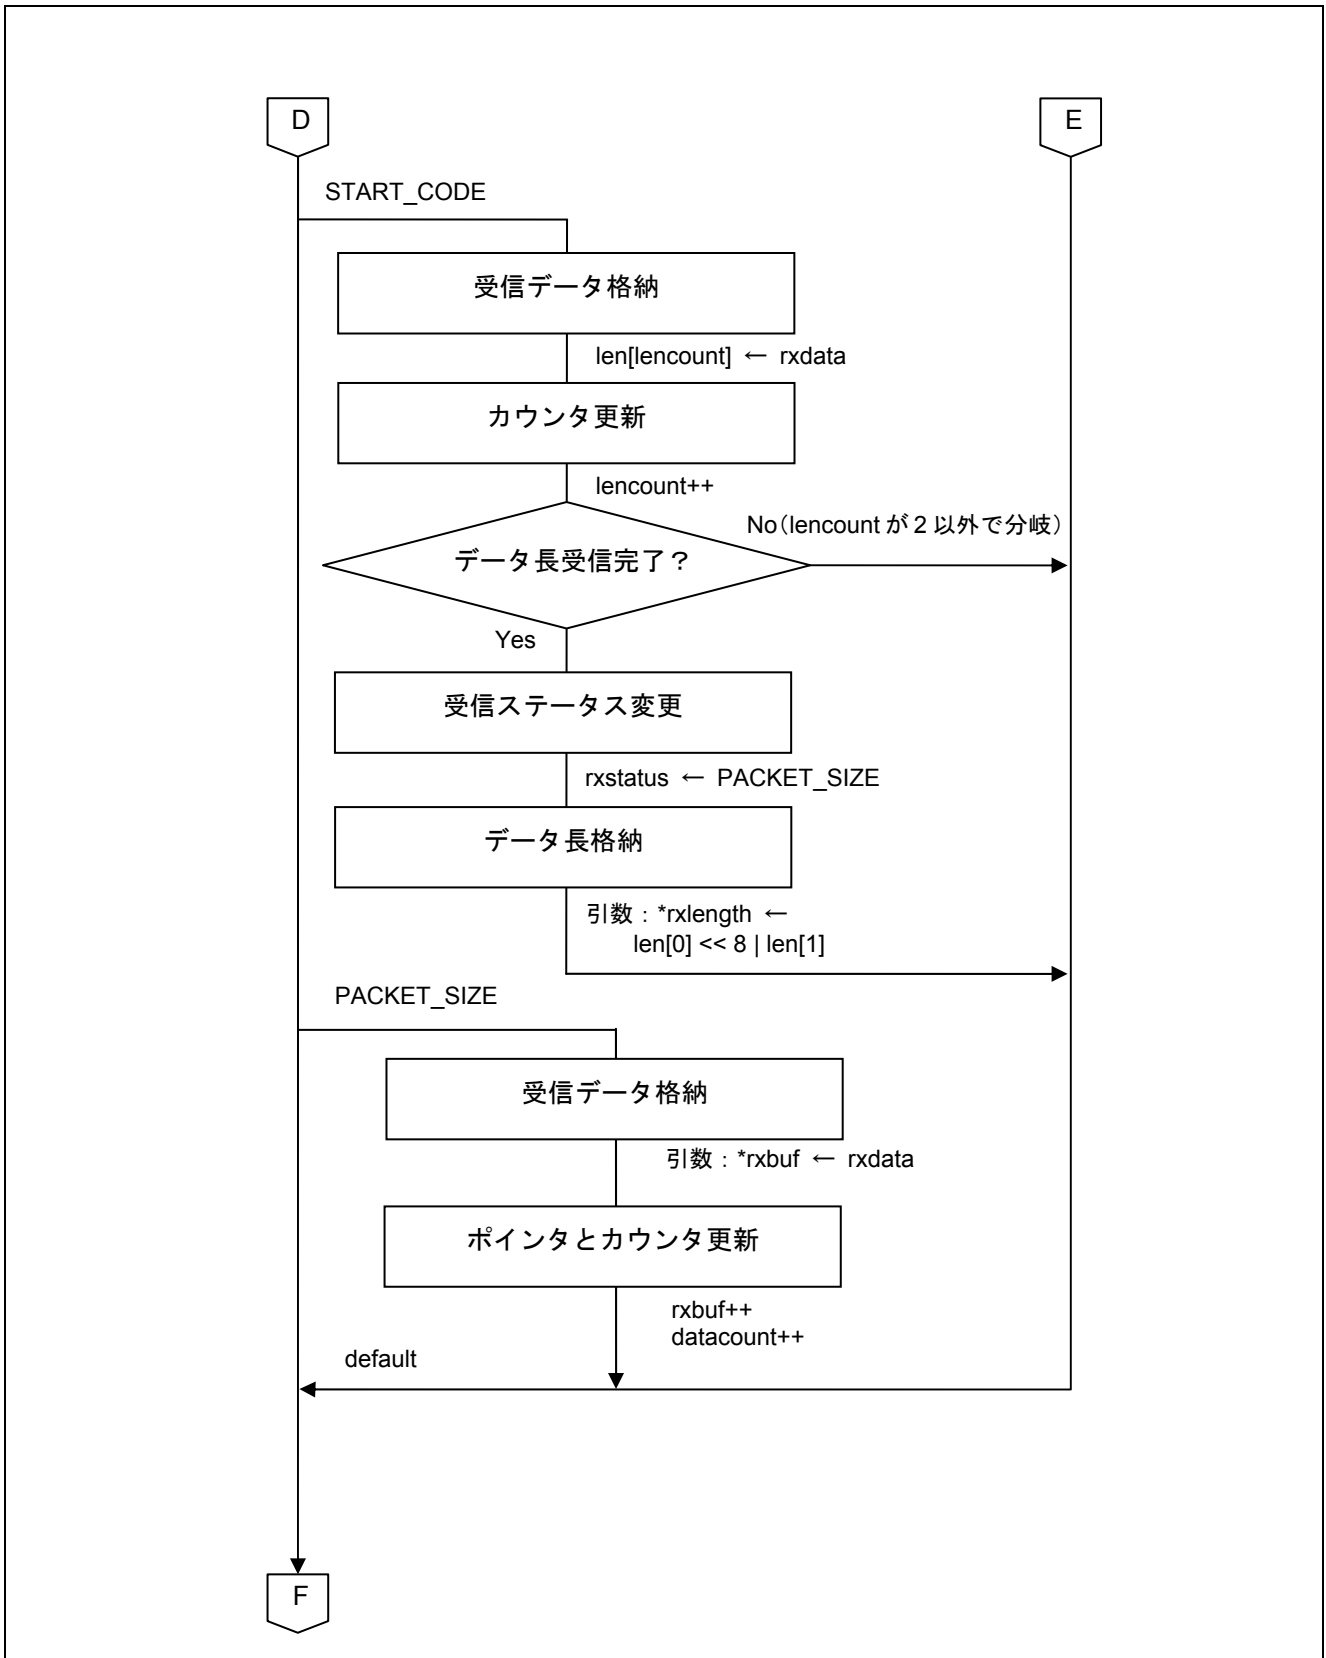 D
E
START_CODE
受信データ格納
len[lencount] ← rxdata
カウンタ更新
lencount++
No（lencount が 2 以外で分岐）
データ長受信完了？
Yes
受信ステータス変更
rxstatus ← PACKET_SIZE
データ長格納
引数：*rxlength ←
len[0] << 8 | len[1]
PACKET_SIZE
受信データ格納
引数：*rxbuf ← rxdata
ポインタとカウンタ更新
rxbuf++
datacount++
default
F